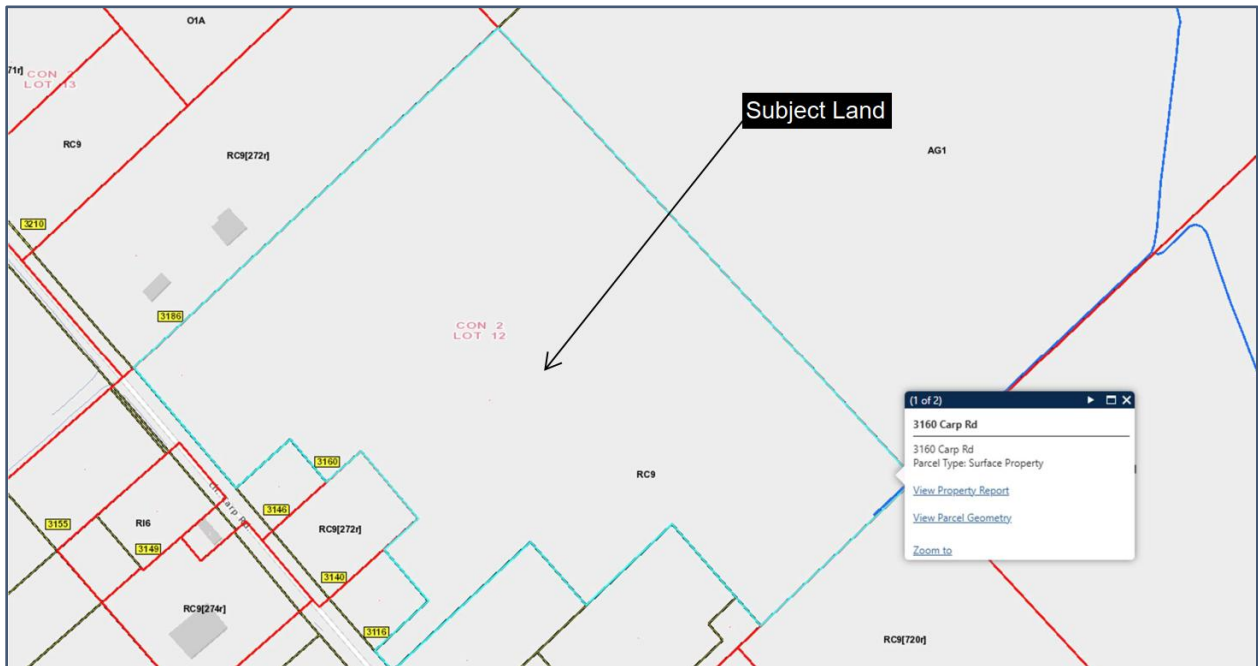 O1A
71r]
CON 2
LOT 13
Subject Land
RC9
RC9[272r]
AG1
3210
3186
CON 2
LOT 12
(1 of 2)
3160 Carp Rd
3160 Carp Rd
Parcel Type: Surface Property
View Property Report
View Parcel Geometry
Zoom to
3160
RC9
3146
RC9[272r]
3155
RI6
3149
3140
RC9[274r]
3116
RC9[720r]